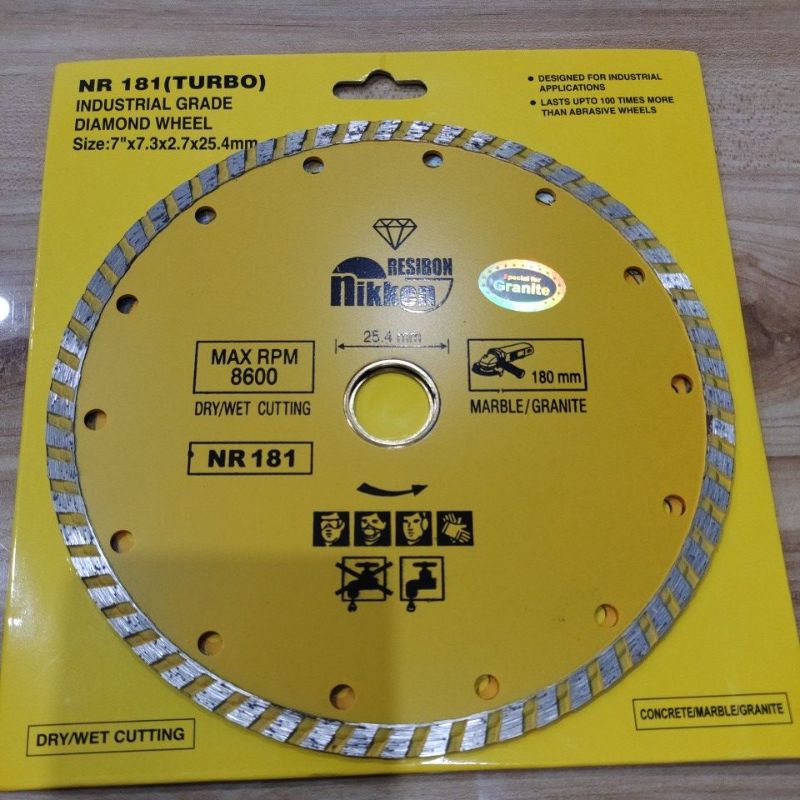 NR 181(TURBO)
INDUSTRIAL GRADE
DIAMOND WHEEL
Size:7"x7.3x2.7x25.4mm
DESIGNED FOR INDUSTRIAL
APPLICATIONS
LASTS UPTO 100 TIMES MORE
THAN ABRASIVE WHEELS
RESIBON
nikken
Special for
Granite
25.4 mm
MAX RPM
8600
DRY/WET CUTTING
180 mm
MARBLE/GRANITE
NR 181
DRY/WET CUTTING
CONCRETE/MARBLE/GRANITE